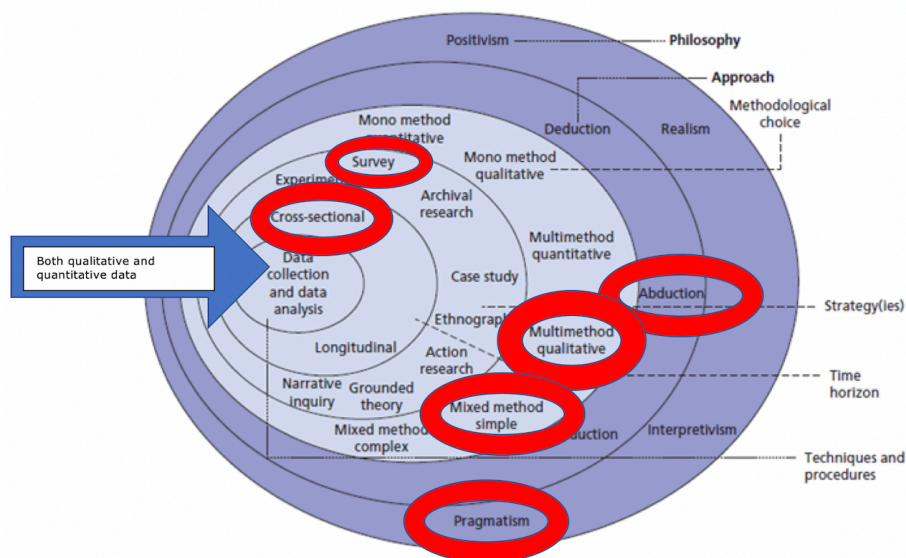 Positivism
Philosophy
Approach
Methodological
choice
Mono method
quantitative
Deduction
Realism
Survey
Mono method
qualitative
Archival
research
Cross-sectional
Multimethod
quantitative
Both qualitative and
quantitative data
Data
collection
and data
analysis
Case study
Abduction
Strategy(ies)
Multimethod
qualitative
Longitudinal
Action
research
Time
horizon
Narrative
inquiry
Grounded
theory
Mixed method
simple
Mixed method
complex
Interpretivism
Techniques and
procedures
Pragmatism